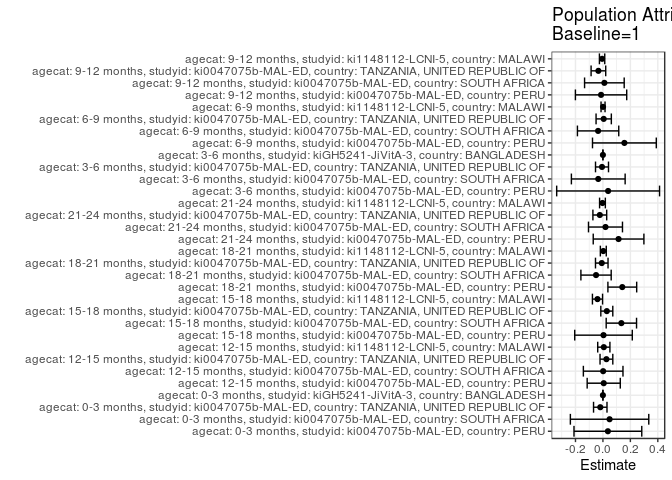 Population Attri
Baseline=1
agecat: 9-12 months, studyid: ki1148112-LCNI-5, country: MALAWI
agecat: 9-12 months, studyid: ki0047075b-MAL-ED, country: TANZANIA, UNITED REPUBLIC OF
agecat: 9-12 months, studyid: ki0047075b-MAL-ED, country: SOUTH AFRICA
agecat: 9-12 months, studyid: ki0047075b-MAL-ED, country: PERU
agecat: 6-9 months, studyid: ki1148112-LCNI-5, country: MALAWI
agecat: 6-9 months, studyid: ki0047075b-MAL-ED, country: TANZANIA, UNITED REPUBLIC OF
agecat: 6-9 months, studyid: ki0047075b-MAL-ED, country: SOUTH AFRICA
agecat: 6-9 months, studyid: ki0047075b-MAL-ED, country: PERU
agecat: 3-6 months, studyid: kiGH5241-JiVitA-3, country: BANGLADESH
agecat: 3-6 months, studyid: ki0047075b-MAL-ED, country: TANZANIA, UNITED REPUBLIC OF
agecat: 3-6 months, studyid: ki0047075b-MAL-ED, country: SOUTH AFRICA
agecat: 3-6 months, studyid: ki0047075b-MAL-ED, country: PERU
agecat: 21-24 months, studyid: ki1148112-LCNI-5, country: MALAWI
agecat: 21-24 months, studyid: ki0047075b-MAL-ED, country: TANZANIA, UNITED REPUBLIC OF
agecat: 21-24 months, studyid: ki0047075b-MAL-ED, country: SOUTH AFRICA
agecat: 21-24 months, studyid: ki0047075b-MAL-ED, country: PERU
agecat: 18-21 months, studyid: ki1148112-LCNI-5, country: MALAWI
agecat: 18-21 months, studyid: ki0047075b-MAL-ED, country: TANZANIA, UNITED REPUBLIC OF
agecat: 18-21 months, studyid: ki0047075b-MAL-ED, country: SOUTH AFRICA
agecat: 18-21 months, studyid: ki0047075b-MAL-ED, country: PERU
agecat: 15-18 months, studyid: ki1148112-LCNI-5, country: MALAWI
agecat: 15-18 months, studyid: ki0047075b-MAL-ED, country: TANZANIA, UNITED REPUBLIC OF
agecat: 15-18 months, studyid: ki0047075b-MAL-ED, country: SOUTH AFRICA
agecat: 15-18 months, studyid: ki0047075b-MAL-ED, country: PERU
agecat: 12-15 months, studyid: ki1148112-LCNI-5, country: MALAWI
agecat: 12-15 months, studyid: ki0047075b-MAL-ED, country: TANZANIA, UNITED REPUBLIC OF
agecat: 12-15 months, studyid: ki0047075b-MAL-ED, country: SOUTH AFRICA
agecat: 12-15 months, studyid: ki0047075b-MAL-ED, country: PERU
agecat: 0-3 months, studyid: kiGH5241-JiVitA-3, country: BANGLADESH
agecat: 0-3 months, studyid: ki0047075b-MAL-ED, country: TANZANIA, UNITED REPUBLIC OF
agecat: 0-3 months, studyid: ki0047075b-MAL-ED, country: SOUTH AFRICA
agecat: 0-3 months, studyid: ki0047075b-MAL-ED, country: PERU
-0.2 0.0 0.2 0.4
Estimate